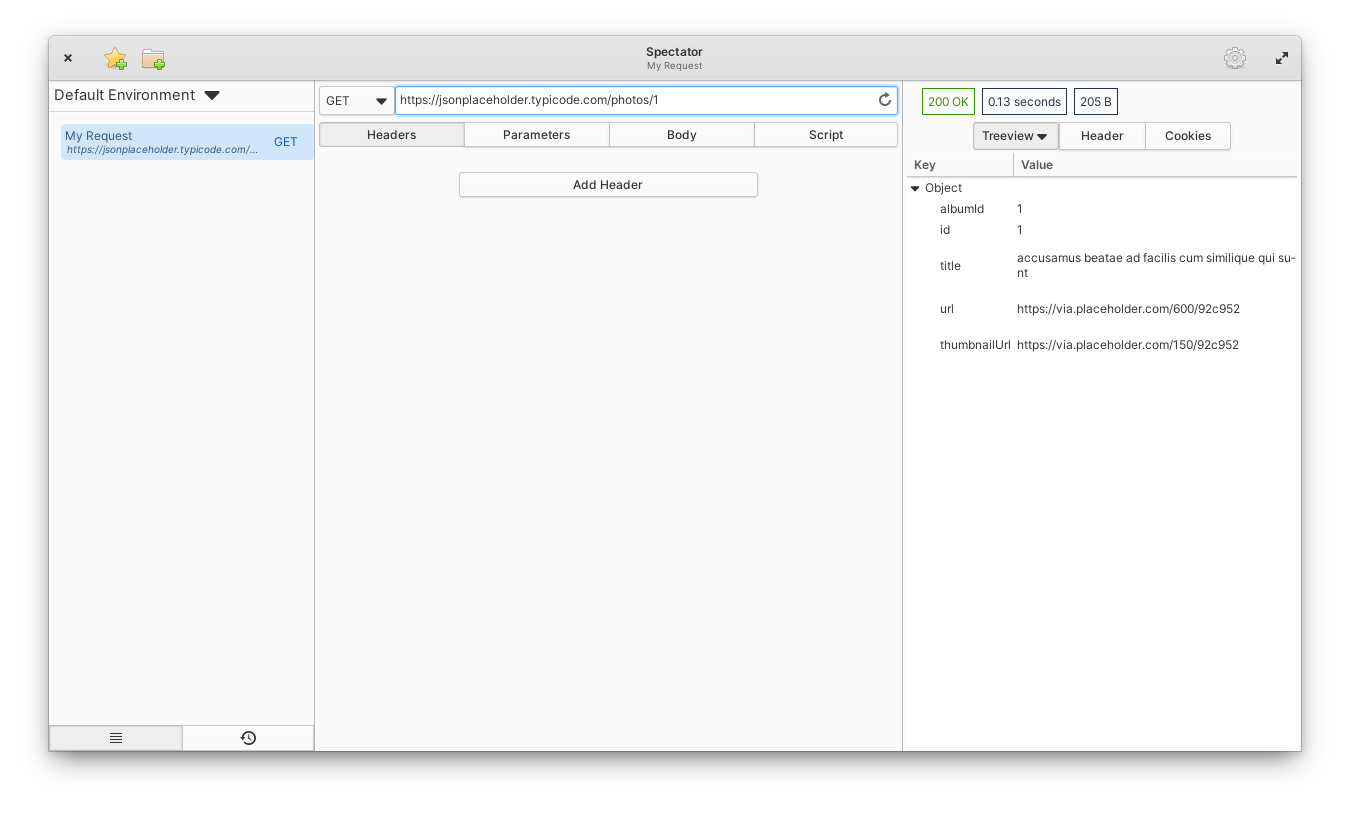 Spectator
My Request
Default Environment
My Request
https://jsonplaceholder.typicode.com/...
GET
GET
https://jsonplaceholder.typicode.com/photos/1
Headers
Parameters
Body
Script
Add Header
200 OK
0.13 seconds
205 B
Treeview
Header
Cookies
Key
Value
Object
albumId
1
id
1
title
accusamus beatae ad facilis cum similique qui su-
nt
url
https://via.placeholder.com/600/92c952
thumbnailUrl
https://via.placeholder.com/150/92c952